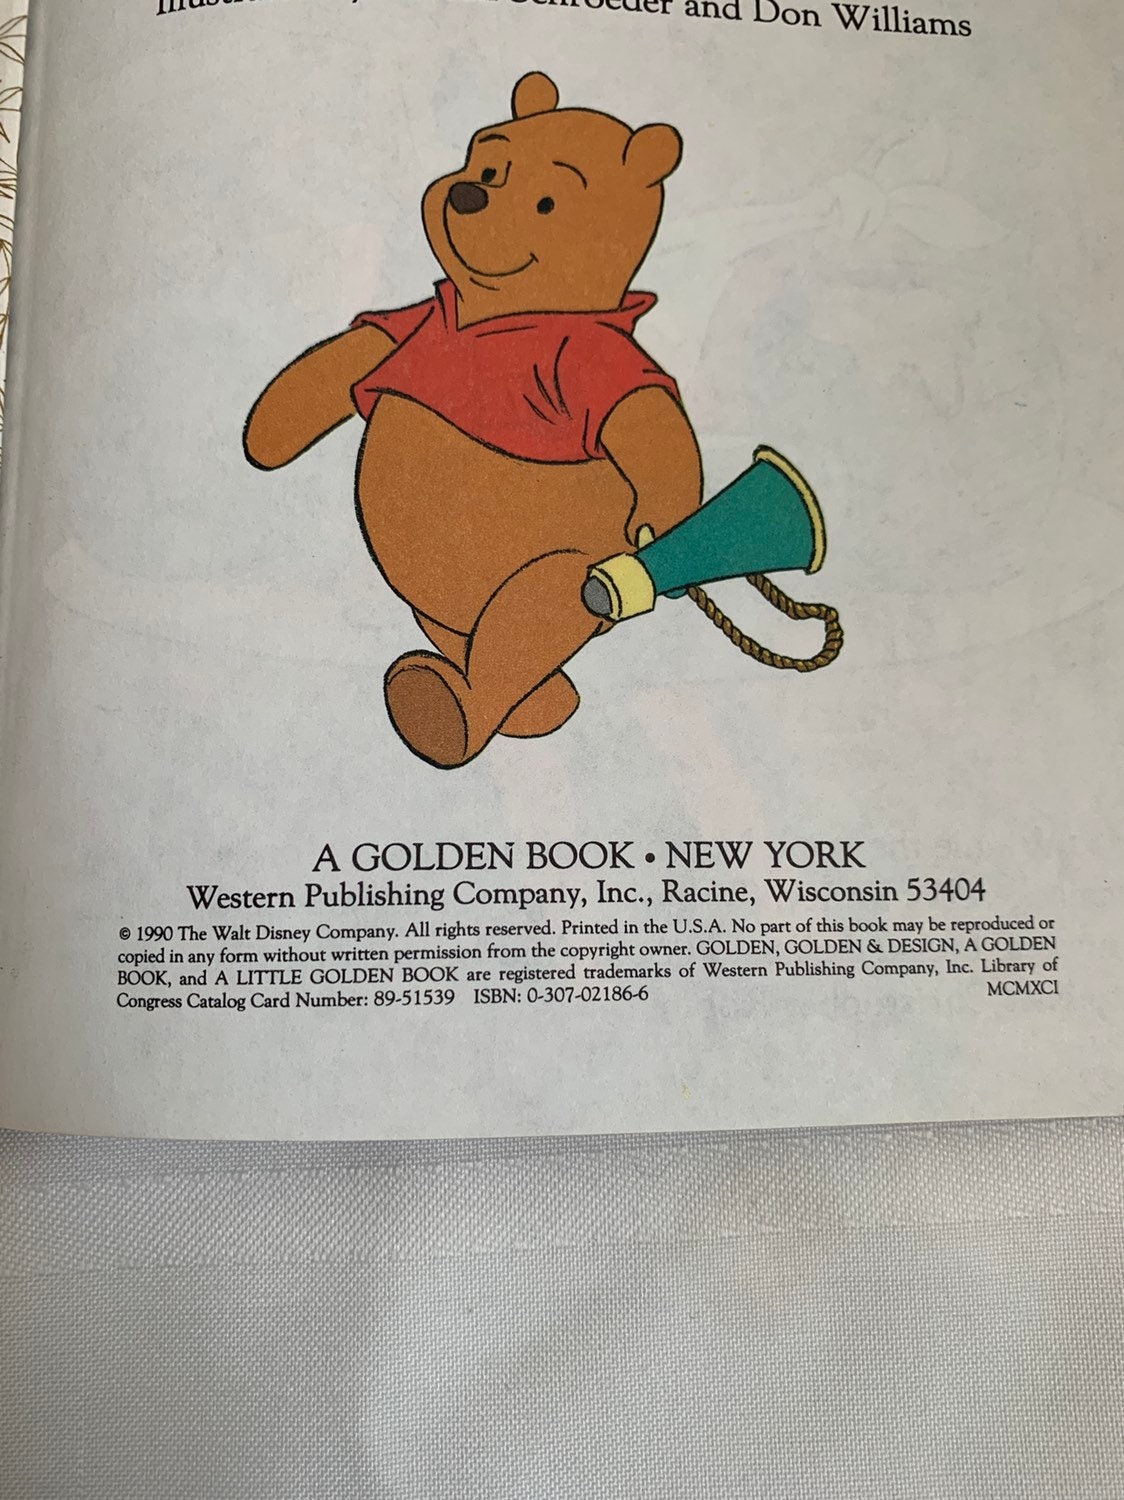 and Don Williams
A GOLDEN BOOK • NEW YORK
Western Publishing Company, Inc., Racine, Wisconsin 53404
© 1990 The Walt Disney Company. All rights reserved. Printed in the U.S.A. No part of this book may be reproduced or
copied in any form without written permission from the copyright owner. GOLDEN, GOLDEN & DESIGN, A GOLDEN
BOOK, and A LITTLE GOLDEN BOOK are registered trademarks of Western Publishing Company, Inc. Library of
Congress Catalog Card Number: 89-51539 ISBN: 0-307-02186-6 MCMXCI